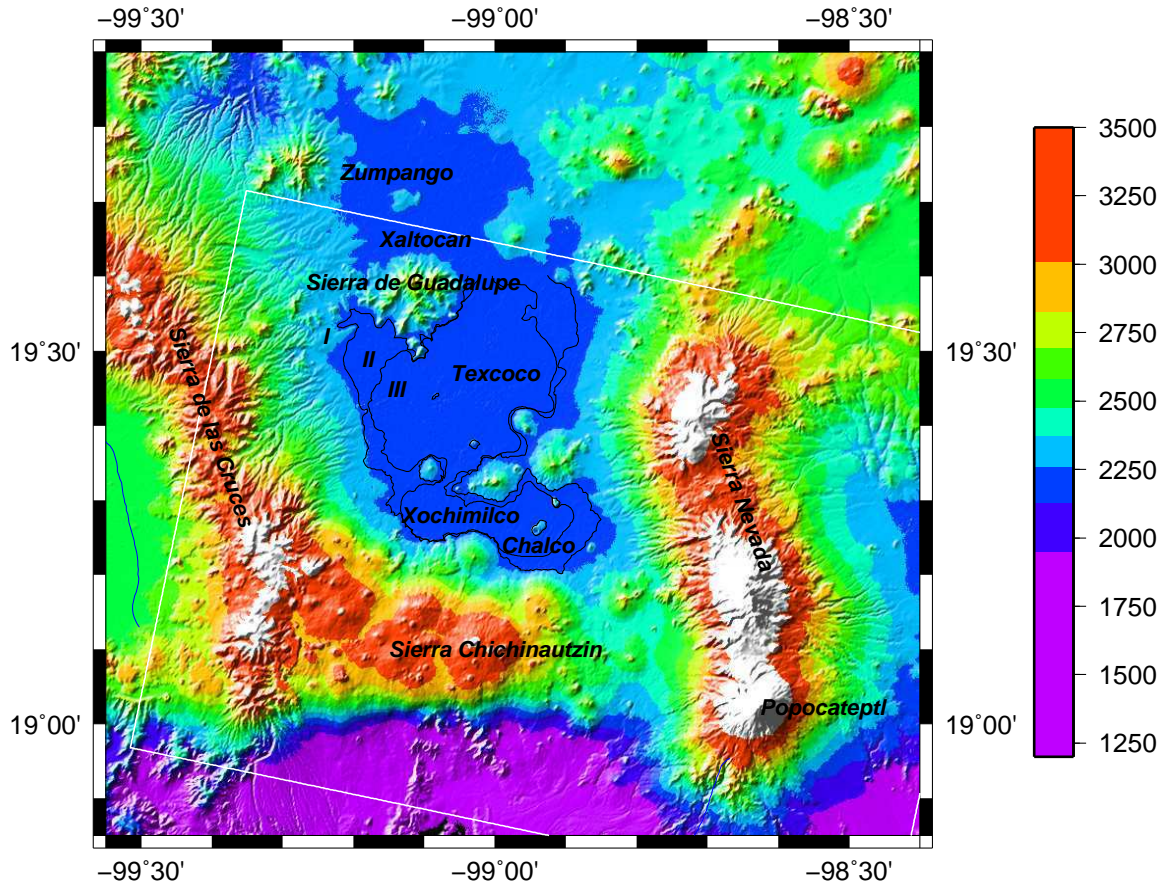 −99˚30' −99˚00' −98˚30'
3500
3250
3000
2750
2500
2250
2000
1750
1500
1250
19˚30' 19˚30'
19˚00' 19˚00'
Zumpango
Xaltocan
Sierra de Guadalupe
I
II
III
Texcoco
Sierra de las Cruces
Sierra Nevada
Xochimilco
Chalco
Sierra Chichinautzin
Popocateptl
−99˚30' −99˚00' −98˚30'